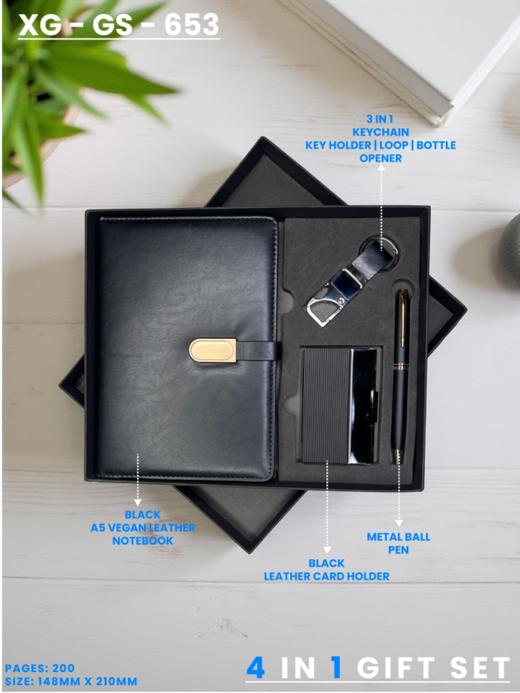 XG - GS - 653
3 IN 1
KEYCHAIN
KEY HOLDER | LOOP | BOTTLE
OPENER
BLACK
A5 VEGAN LEATHER
NOTEBOOK
METAL BALL
PEN
BLACK
LEATHER CARD HOLDER
PAGES: 200
SIZE: 148MM X 210MM
4 IN 1 GIFT SET